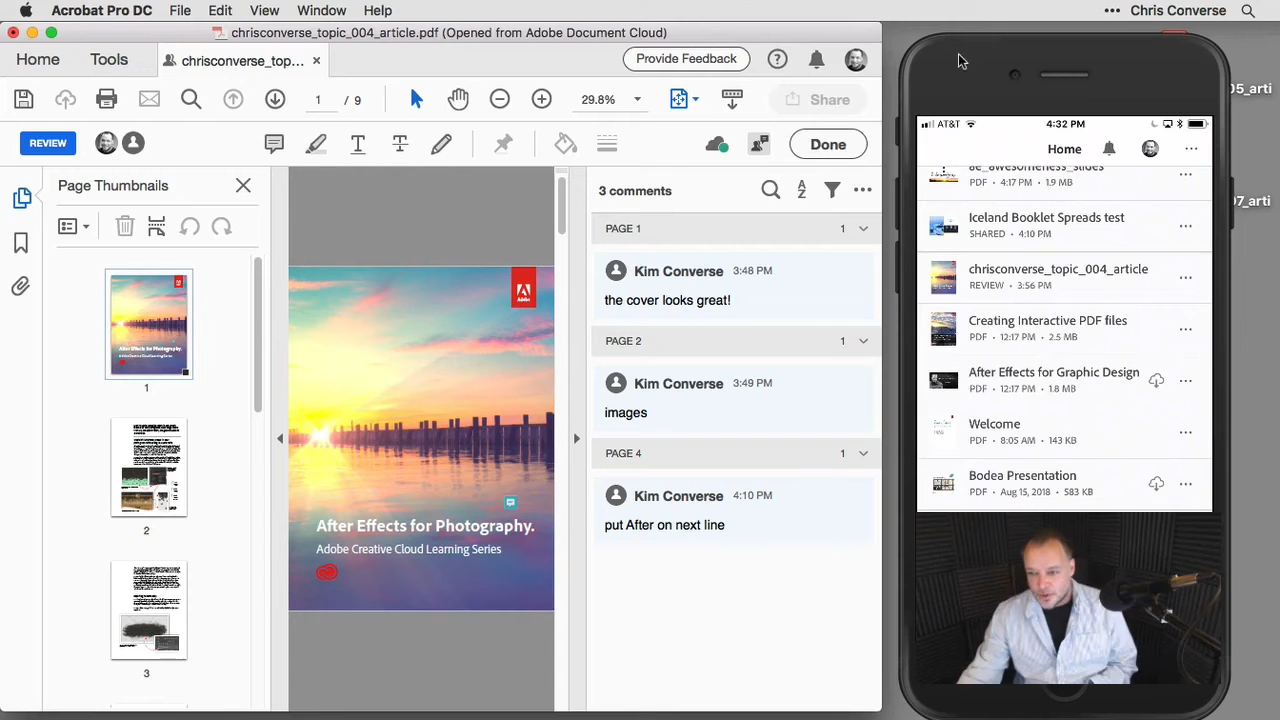 Acrobat Pro DC File Edit View Window Help
Chris Converse
chrisconverse_topic_004_article.pdf (Opened from Adobe Document Cloud)
Home Tools chrisconverse_top... Provide Feedback
1 / 9 29.8% Share
REVIEW Done
Page Thumbnails
1
2
3
Adobe
After Effects for Photography.
Adobe Creative Cloud Learning Series
3 comments
PAGE 1 1
Kim Converse 3:48 PM
the cover looks great!
PAGE 2 1
Kim Converse 3:49 PM
images
PAGE 4 1
Kim Converse 4:10 PM
put After on next line
AT&T 4:32 PM
Home
ae_awesomeness_slides
PDF • 4:17 PM • 1.9 MB
Iceland Booklet Spreads test
SHARED • 4:10 PM
chrisconverse_topic_004_article
REVIEW • 3:56 PM
Creating Interactive PDF files
PDF • 12:17 PM • 2.5 MB
After Effects for Graphic Design
PDF • 12:17 PM • 1.8 MB
Welcome
PDF • 8:05 AM • 143 KB
Bodea Presentation
PDF • Aug 15, 2018 • 583 KB
05_arti
07_arti